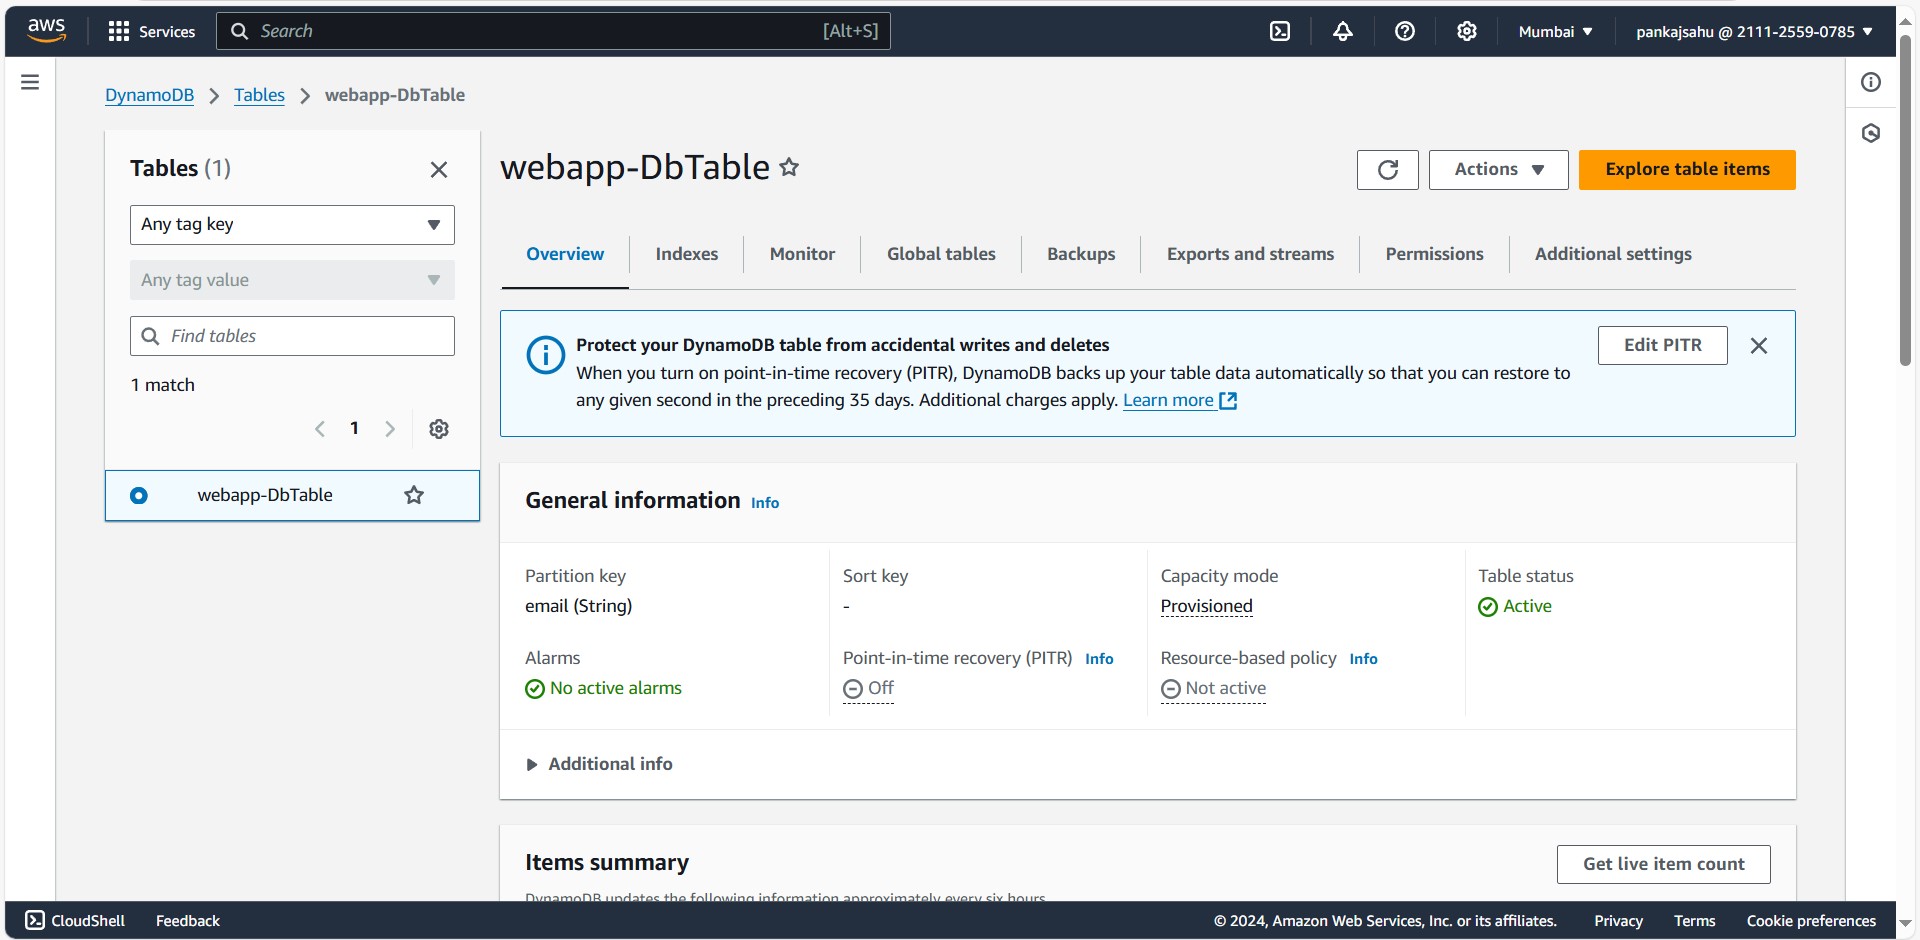 aws
Services
Search
[Alt+S]
Mumbai
pankajsahu @ 2111-2559-0785
DynamoDB
Tables
webapp-DbTable
Tables (1)
Any tag key
Any tag value
Find tables
1 match
1
webapp-DbTable
webapp-DbTable
Actions
Explore table items
Overview
Indexes
Monitor
Global tables
Backups
Exports and streams
Permissions
Additional settings
Protect your DynamoDB table from accidental writes and deletes
When you turn on point-in-time recovery (PITR), DynamoDB backs up your table data automatically so that you can restore to
any given second in the preceding 35 days. Additional charges apply. Learn more
Edit PITR
General information Info
Partition key
email (String)
Sort key
-
Capacity mode
Provisioned
Table status
Active
Alarms
No active alarms
Point-in-time recovery (PITR) Info
Off
Resource-based policy Info
Not active
Additional info
Items summary
Get live item count
DynamoDB updates the following information approximately every six hours.
CloudShell
Feedback
© 2024, Amazon Web Services, Inc. or its affiliates.
Privacy
Terms
Cookie preferences